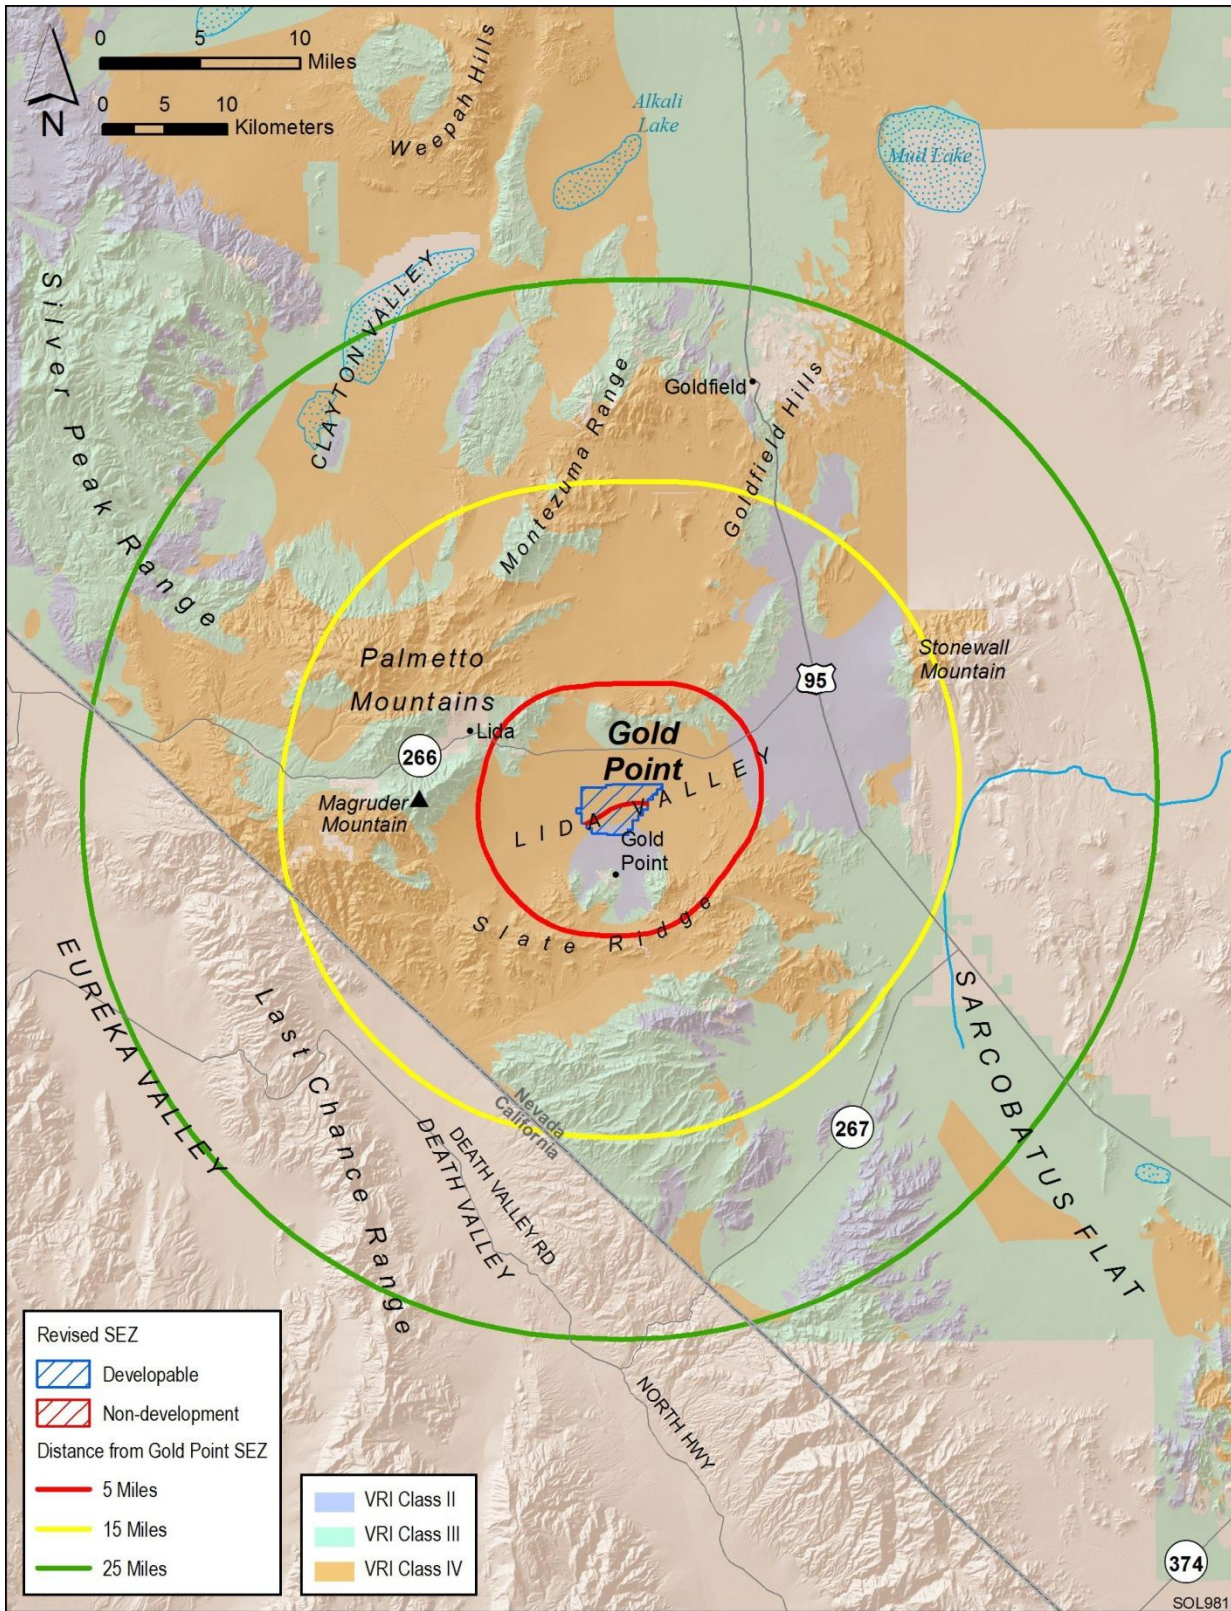 0 5 10
Miles
0 5 10
Kilometers
N
Weepah Hills
Alkali
Lake
Mud Lake
Silver Peak Range
CLAYTON VALLEY
Montezuma Range
Goldfield
Goldfield Hills
Palmetto
Mountains
Stonewall
Mountain
95
Lida
266
Gold
Point
Magruder
Mountain
LIDA VALLEY
Gold
Point
Slate Ridge
EUREKA VALLEY
Last Chance Range
Nevada
California
DEATH VALLEY RD
DEATH VALLEY
SARCOBATUS FLAT
267
NORTH HWY
Revised SEZ
Developable
Non-development
Distance from Gold Point SEZ
5 Miles
15 Miles
25 Miles
VRI Class II
VRI Class III
VRI Class IV
374
SOL981